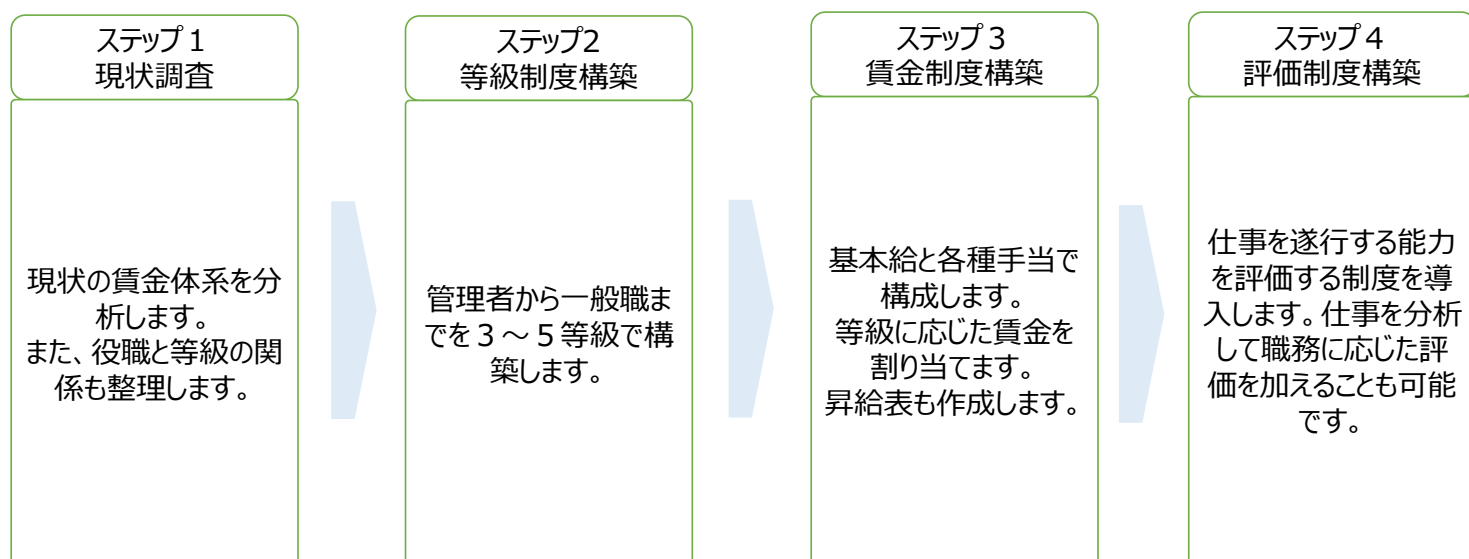 ステップ１
現状調査
現状の賃金体系を分
析します。
また、役職と等級の関
係も整理します。
ステップ2
等級制度構築
管理者から一般職ま
でを３～５等級で構
築します。
ステップ３
賃金制度構築
基本給と各種手当で
構成します。
等級に応じた賃金を
割り当てます。
昇給表も作成します。
ステップ４
評価制度構築
仕事を遂行する能力
を評価する制度を導
入します。仕事を分析
して職務に応じた評
価を加えることも可能
です。